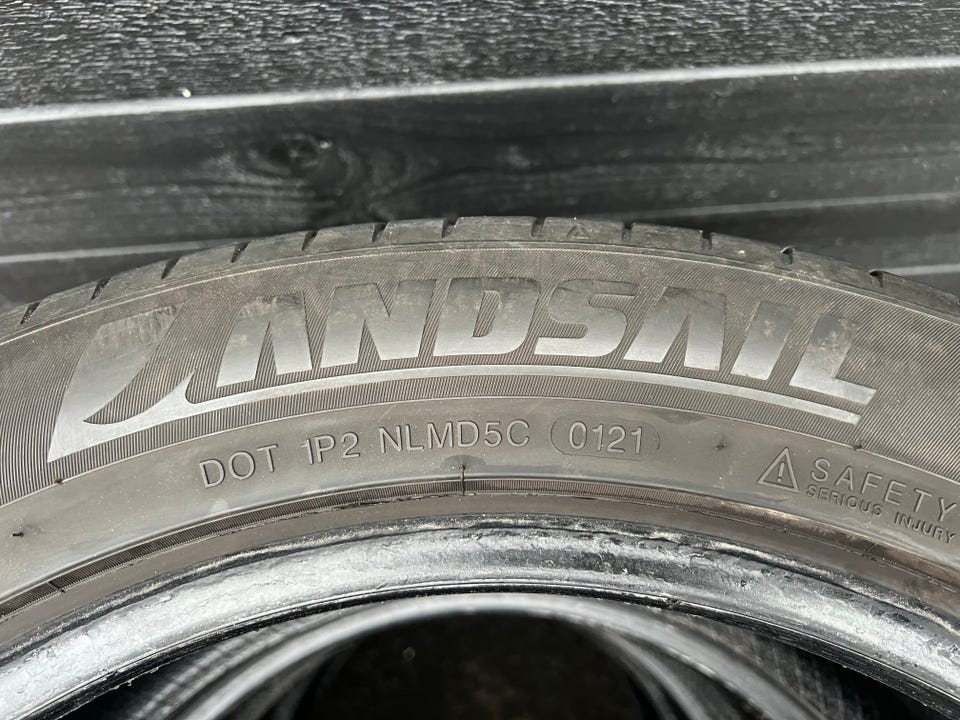 LANDSAIL
DOT 1P2 NLMD5C 0121
SAFETY
SERIOUS INJURY